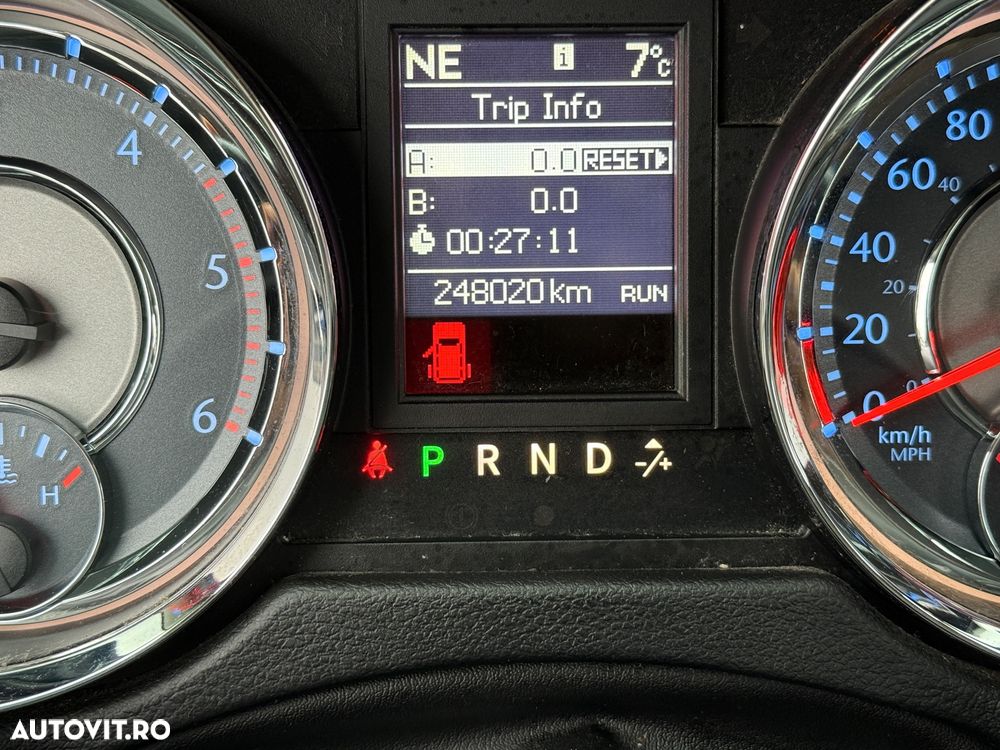 NE i 7°C
Trip Info
A: 0.0 RESET
B: 0.0
00:27:11
248020 km RUN
P R N D -/+
4
5
6
H
80
60 40
40
20
20
0 0
km/h
MPH
AUTOVIT.RO